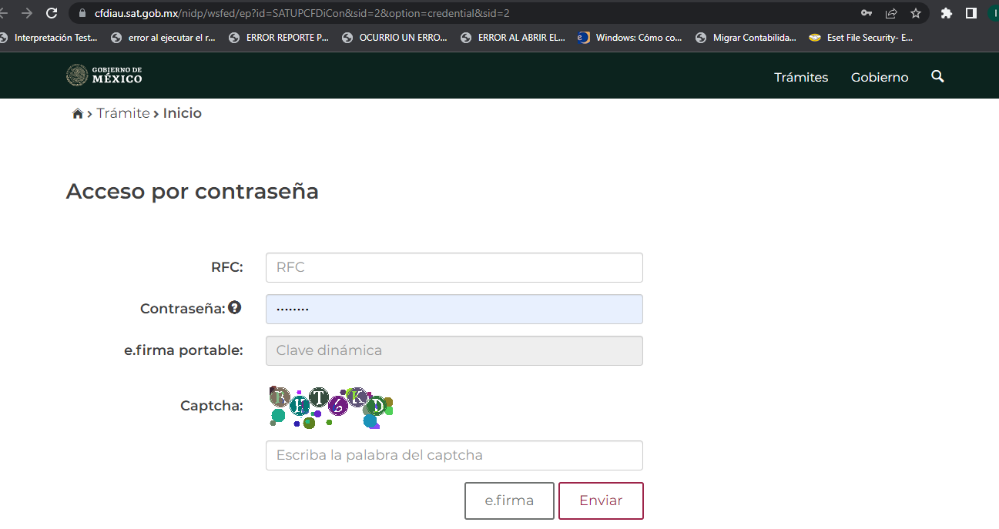 cfdiau.sat.gob.mx/nidp/wsfed/ep?id=SATUPCFDiCon&sid=2&option=credential&sid=2
Interpretación Test... error al ejecutar el r... ERROR REPORTE P... OCURRIO UN ERRO... ERROR AL ABRIR EL... Windows: Cómo co... Migrar Contabilida... Eset File Security- E...
GOBIERNO DE
MÉXICO
Trámites Gobierno
Trámite > Inicio
Acceso por contraseña
RFC: RFC
Contraseña: ........
e.firma portable: Clave dinámica
Captcha:
Escriba la palabra del captcha
e.firma Enviar